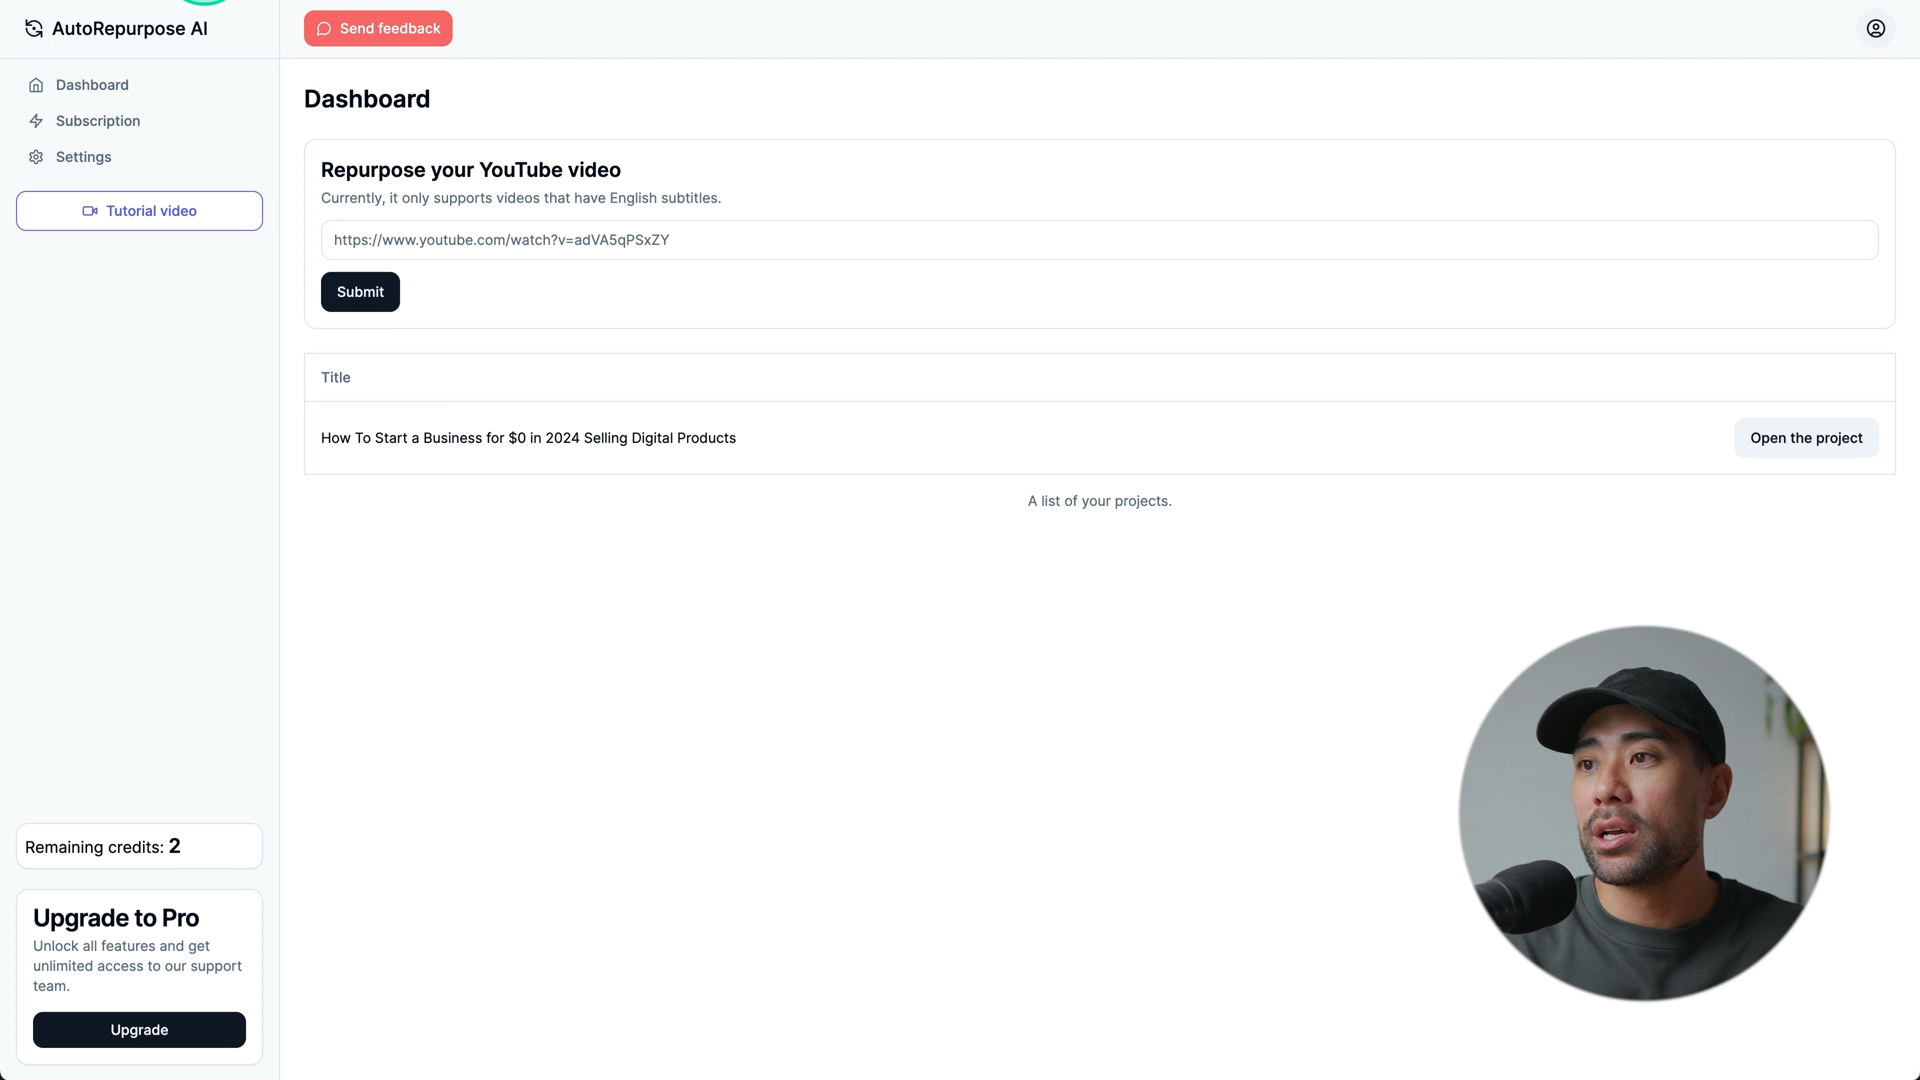 AutoRepurpose AI
Send feedback
Dashboard
Subscription
Settings
Tutorial video
Dashboard
Repurpose your YouTube video
Currently, it only supports videos that have English subtitles.
https://www.youtube.com/watch?v=adVA5qPSxZY
Submit
Title
How To Start a Business for $0 in 2024 Selling Digital Products
Open the project
A list of your projects.
Remaining credits: 2
Upgrade to Pro
Unlock all features and get
unlimited access to our support
team.
Upgrade